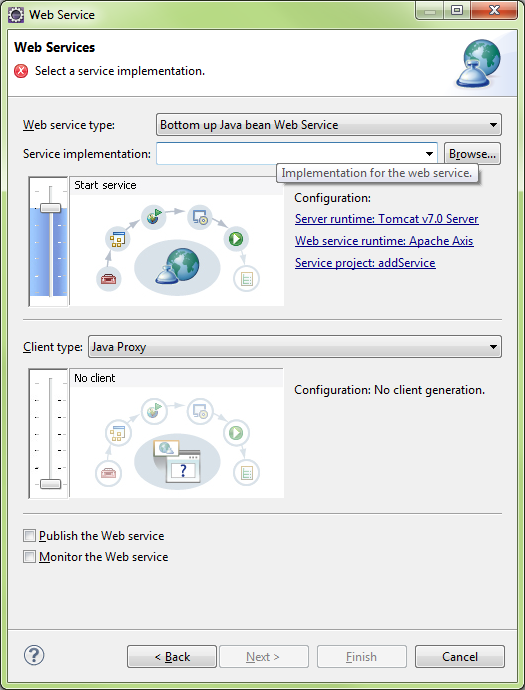 Web Service
Web Services
Select a service implementation.
Web service type: Bottom up Java bean Web Service
Service implementation: Browse...
Implementation for the web service.
Start service
Configuration:
Server runtime: Tomcat v7.0 Server
Web service runtime: Apache Axis
Service project: addService
Client type: Java Proxy
No client
Configuration: No client generation.
?
Publish the Web service
Monitor the Web service
? < Back Next > Finish Cancel